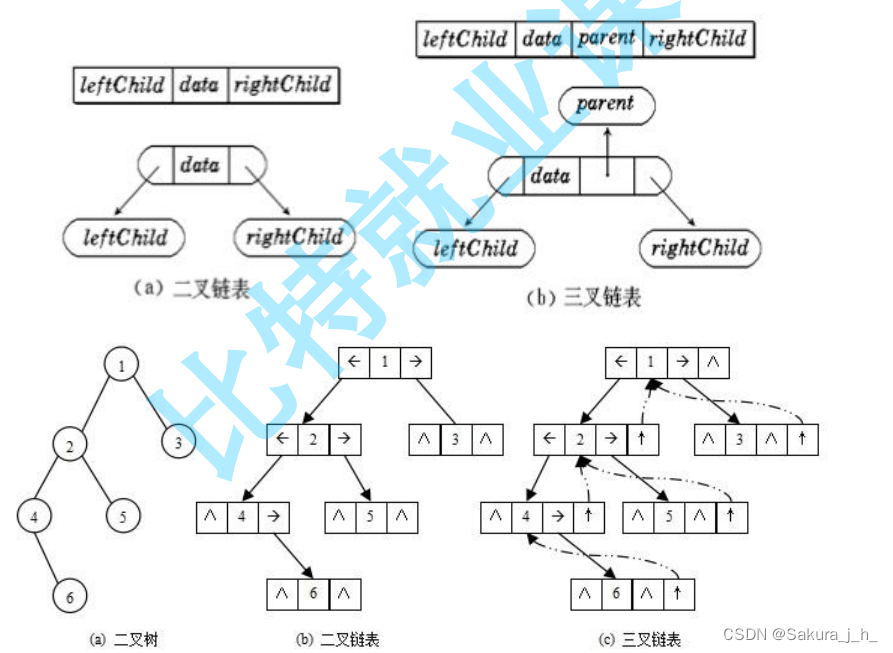 leftChild data rightChild
data
leftChild rightChild
(a) 二叉链表
leftChild data parent rightChild
parent
data
leftChild rightChild
(b) 三叉链表
比特就业课
1
2
3
4
5
6
(a) 二叉树
← 1 →
← 2 →
∧ 3 ∧
∧ 4 →
∧ 5 ∧
∧ 6 ∧
(b) 二叉链表
← 1 → ∧
← 2 → ↑
∧ 3 ∧ ↑
∧ 4 → ↑
∧ 5 ∧ ↑
∧ 6 ∧ ↑
(c) 三叉链表
CSDN @Sakura_j_h_